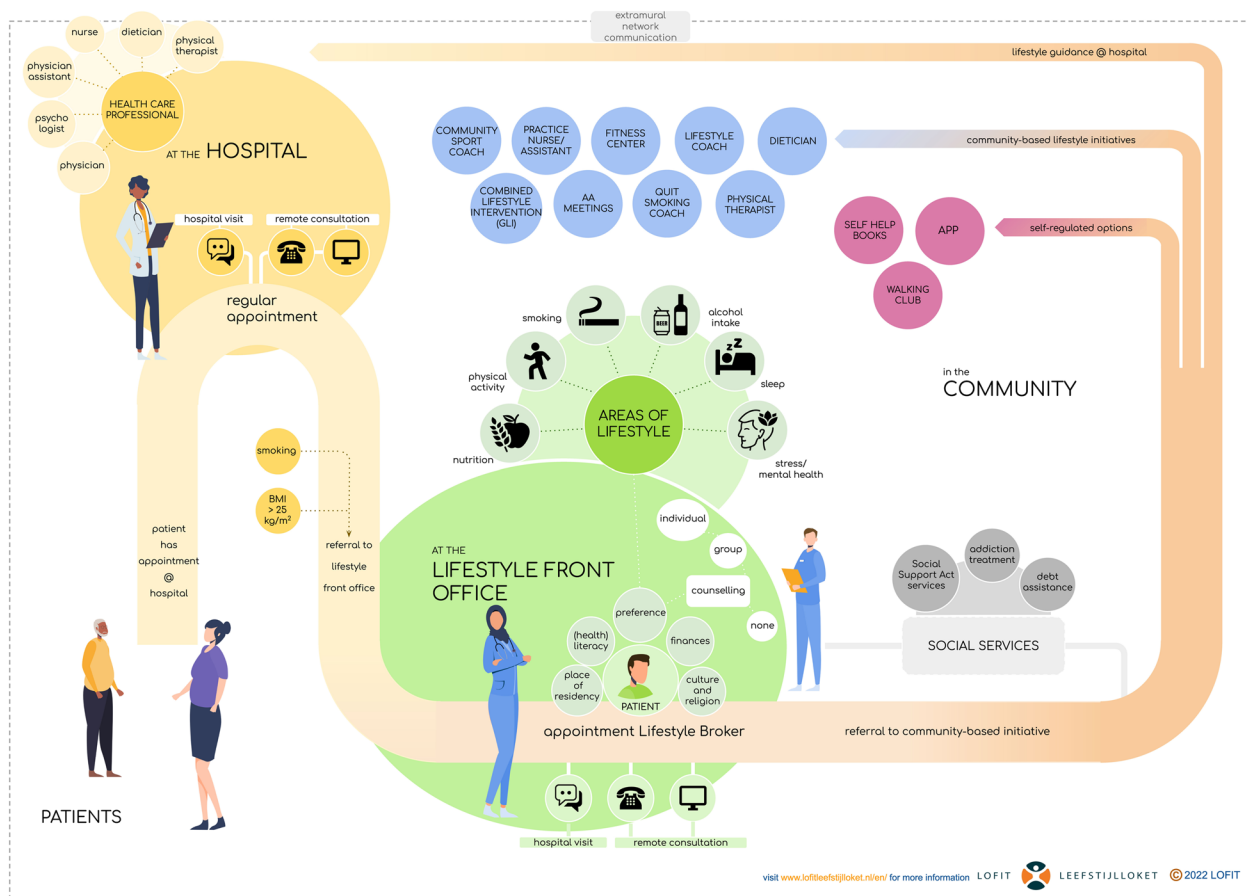 extramural
network
communication
nurse
dietician
physical
therapist
physician
assistant
HEALTH CARE
PROFESSIONAL
psycho
logist
physician
AT THE HOSPITAL
hospital visit
remote consultation
regular
appointment
lifestyle guidance @ hospital
COMMUNITY
SPORT
COACH
PRACTICE
NURSE/
ASSISTANT
FITNESS
CENTER
LIFESTYLE
COACH
DIETICIAN
community-based lifestyle initiatives
COMBINED
LIFESTYLE
INTERVENTION
(GLI)
AA
MEETINGS
QUIT
SMOKING
COACH
PHYSICAL
THERAPIST
SELF HELP
BOOKS
APP
self-regulated options
WALKING
CLUB
in the
COMMUNITY
smoking
alcohol
intake
physical
activity
sleep
nutrition
stress/
mental health
AREAS OF
LIFESTYLE
smoking
BMI
> 25
kg/m²
patient
has
appointment
@
hospital
referral to
lifestyle
front office
AT THE
LIFESTYLE FRONT
OFFICE
individual
group
counselling
none
preference
(health)
literacy
finances
place
of
residency
culture
and
religion
PATIENT
appointment Lifestyle Broker
referral to community-based initiative
Social
Support Act
services
addiction
treatment
debt
assistance
SOCIAL SERVICES
hospital visit
remote consultation
PATIENTS
visit www.lofitleefstijlloket.nl/en/ for more information
LOFIT LEEFSTIJLLOKET
© 2022 LOFIT
BEER
z z z